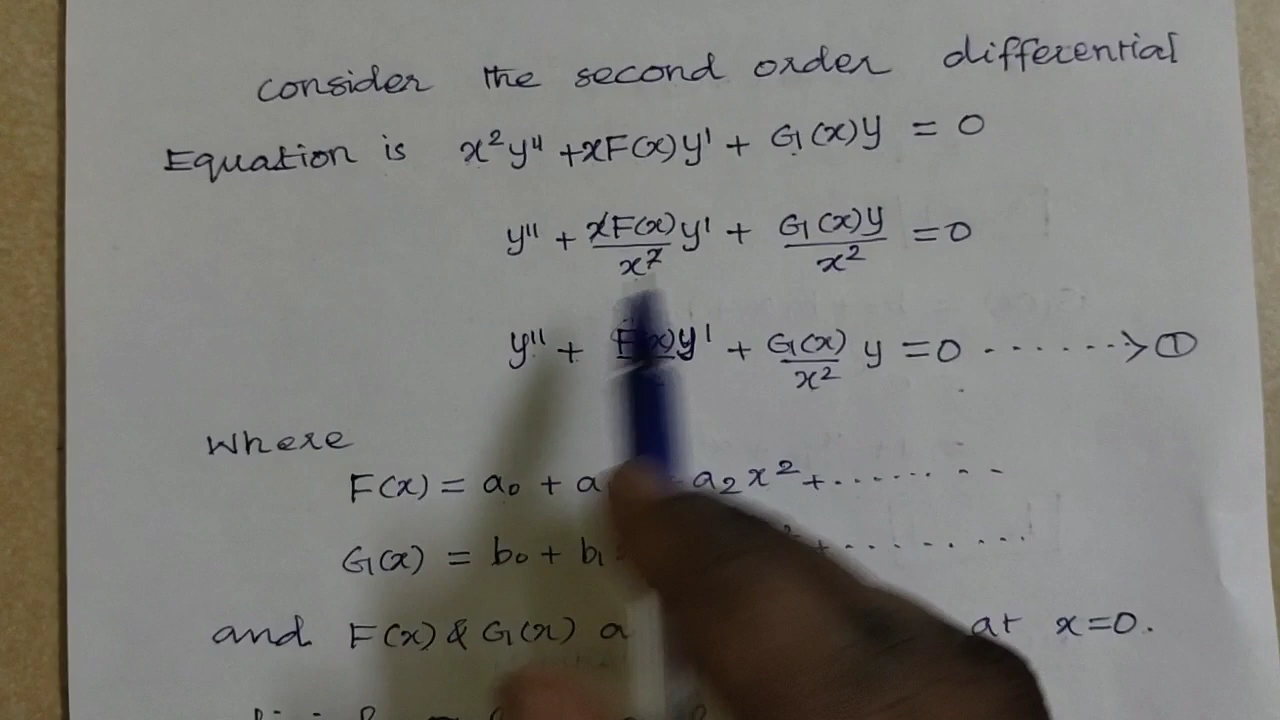 consider the second order differential
Equation is x²y" + xF(x)y' + G(x)y = 0
y" + xF(x)/x² y' + G(x)y/x² = 0
y" + F(x)y' + G(x)/x² y = 0 ......> ①
Where
F(x) = a₀ + a a₂x² + ...... - -
G(x) = b₀ + b₁ + ........
and F(x) & G(x) a at x=0.